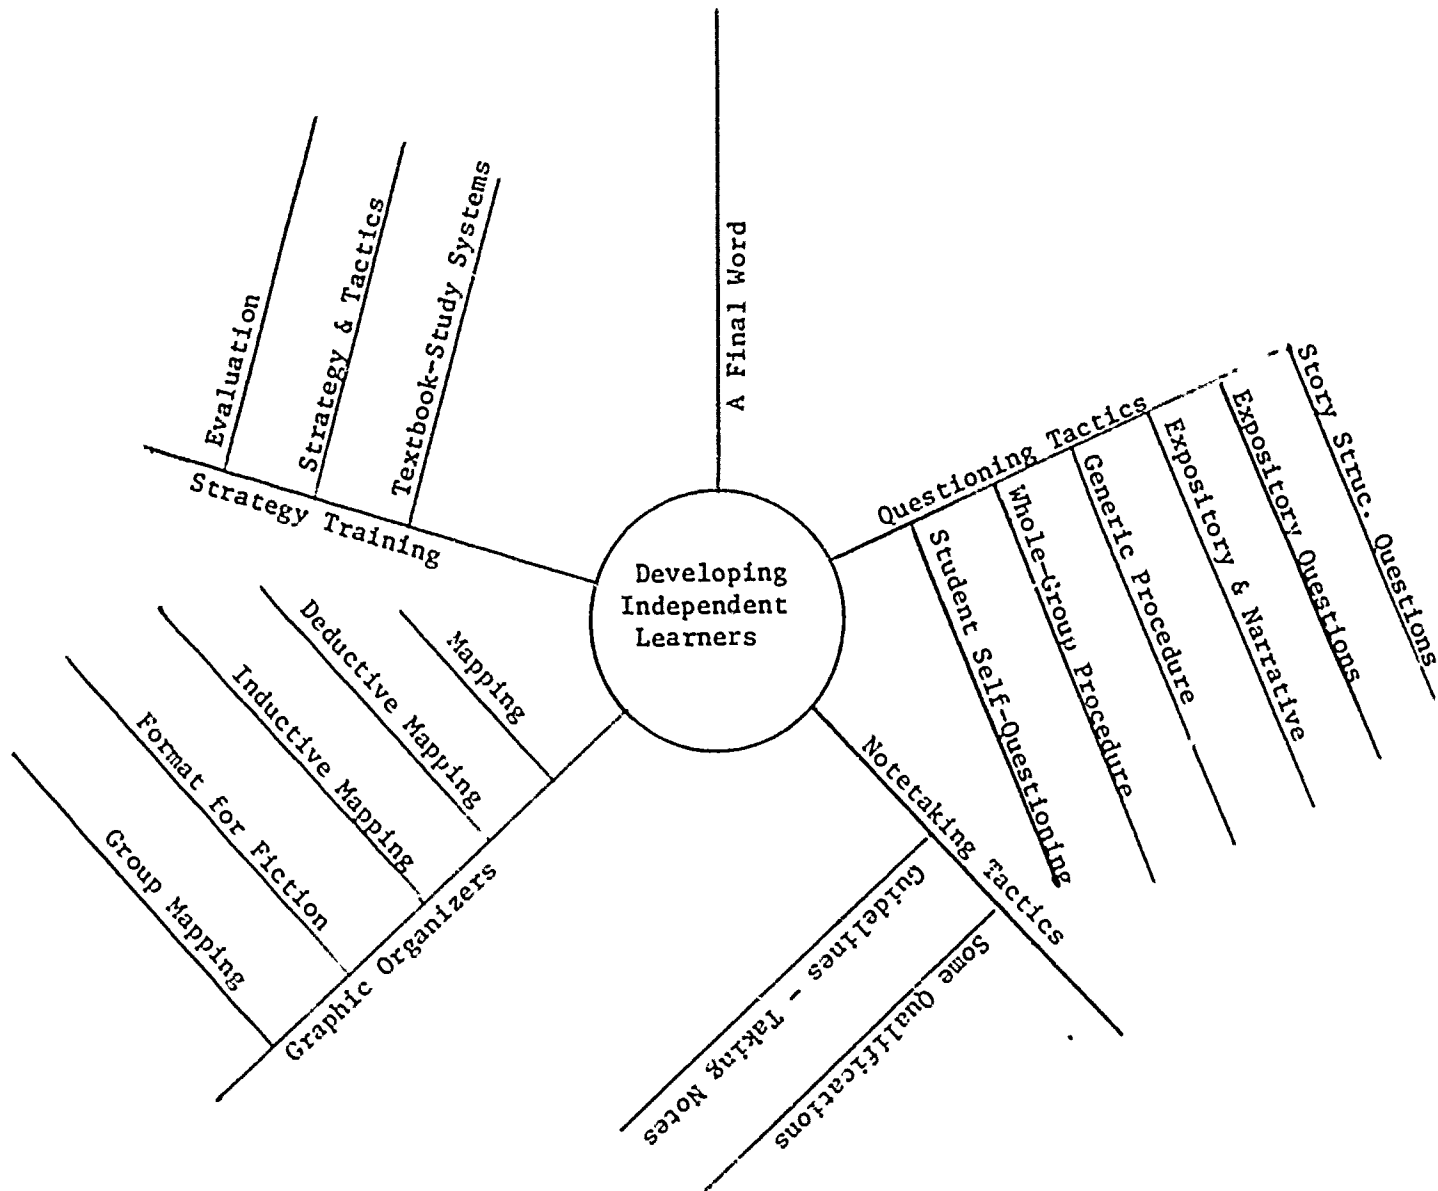 Developing
Independent
Learners
A Final Word
Questioning Tactics
Student Self-Questioning
Whole-Group Procedure
Generic Procedure
Expository & Narrative
Expository Questions
Story Struc. Questions
Notetaking Tactics
Guidelines - Taking Notes
Some Qualifications
Graphic Organizers
Mapping
Deductive Mapping
Inductive Mapping
Format for Fiction
Group Mapping
Strategy Training
Evaluation
Strategy & Tactics
Textbook-Study Systems